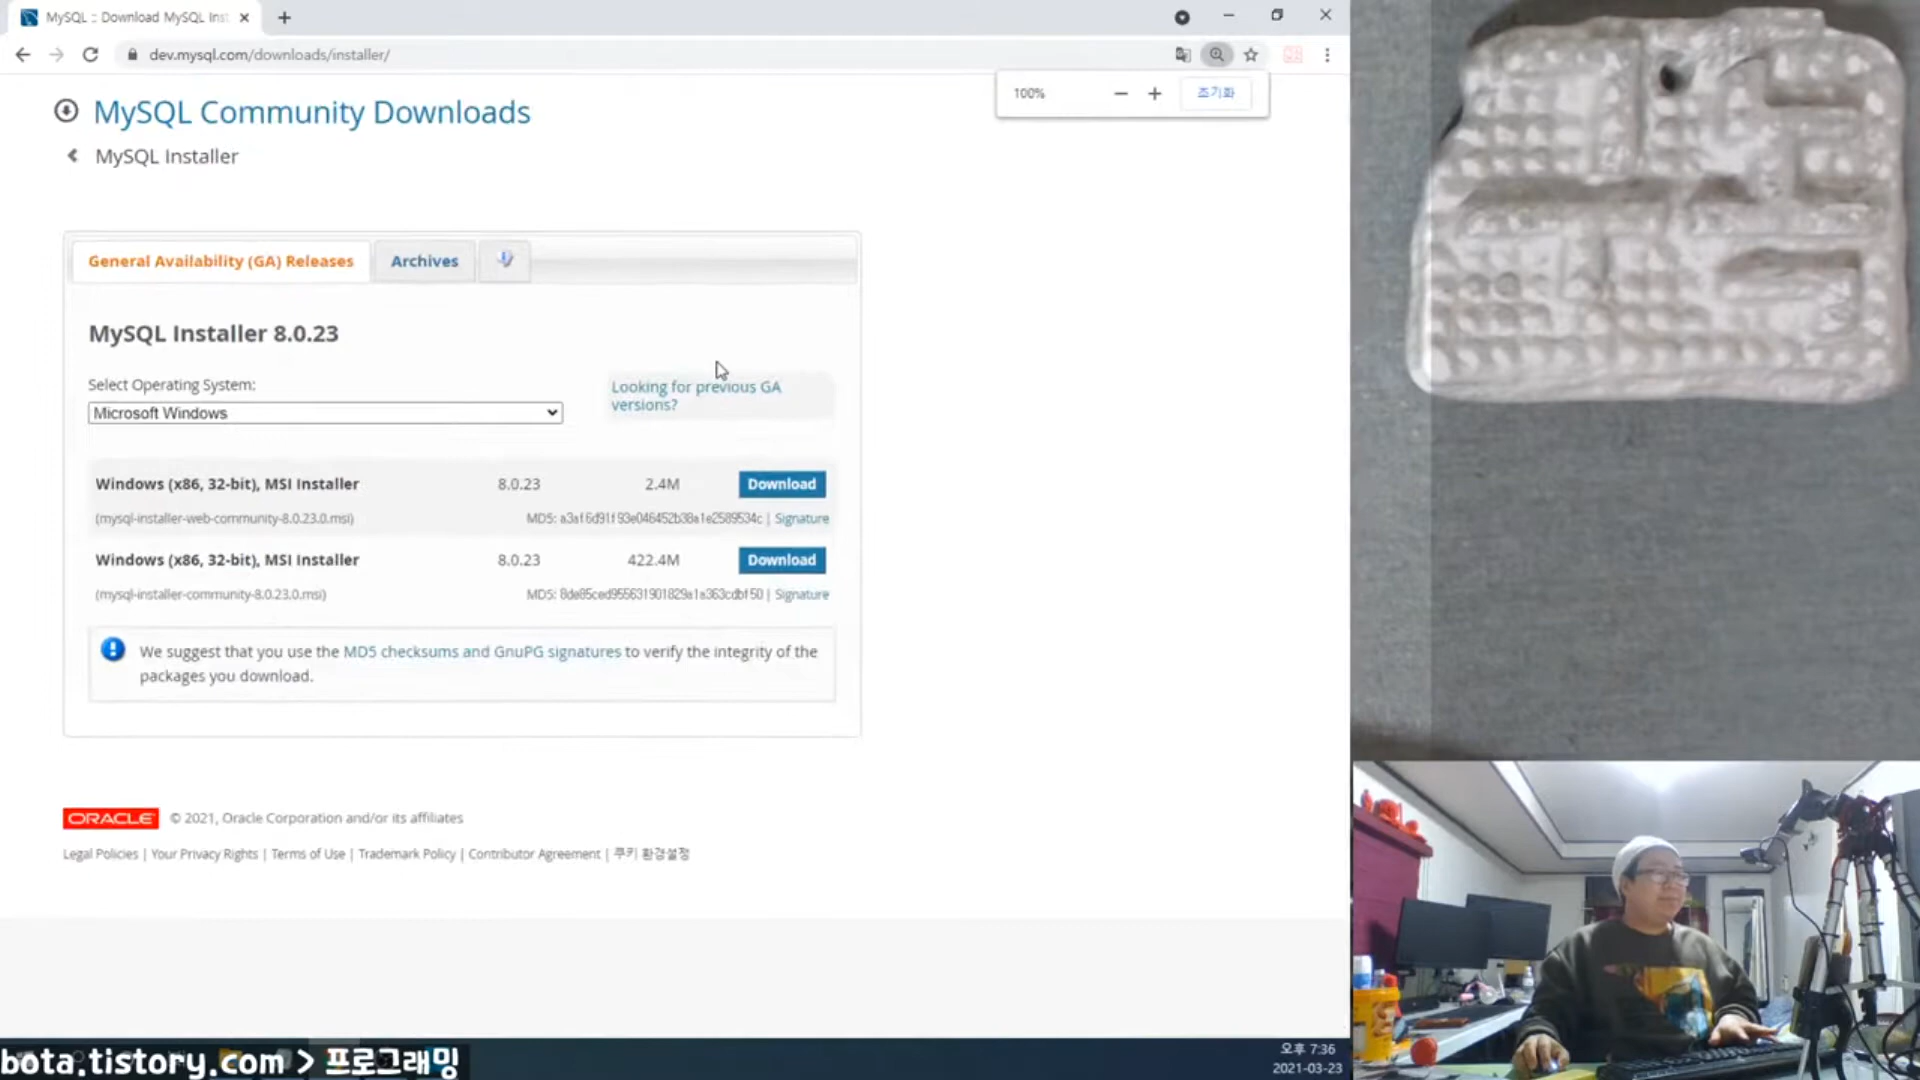 MySQL :: Download MySQL Inst
dev.mysql.com/downloads/installer/
100%
초기화
MySQL Community Downloads
MySQL Installer
General Availability (GA) Releases
Archives
MySQL Installer 8.0.23
Select Operating System:
Looking for previous GA
versions?
Microsoft Windows
Windows (x86, 32-bit), MSI Installer 8.0.23 2.4M Download
(mysql-installer-web-community-8.0.23.0.msi) MD5: a3af6d91f93e046452b38a1e2589534c | Signature
Windows (x86, 32-bit), MSI Installer 8.0.23 422.4M Download
(mysql-installer-community-8.0.23.0.msi) MD5: 8de85ced955631901829a1a363cdbf50 | Signature
We suggest that you use the MD5 checksums and GnuPG signatures to verify the integrity of the
packages you download.
ORACLE © 2021, Oracle Corporation and/or its affiliates
Legal Policies | Your Privacy Rights | Terms of Use | Trademark Policy | Contributor Agreement | 쿠키 환경설정
bota.tistory.com > 프로그래밍
오후 7:36
2021-03-23